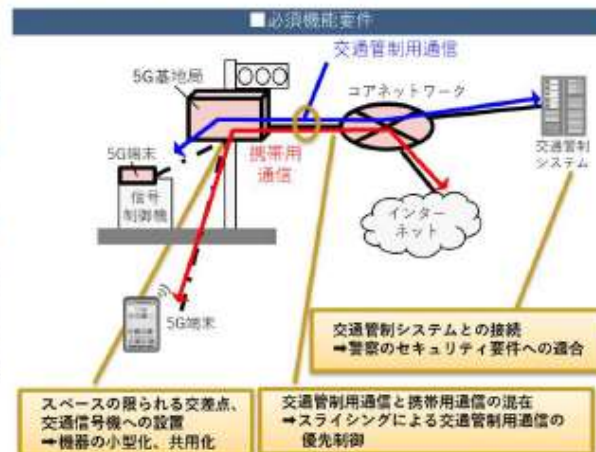 ■必須機能要件
交通管制用通信
5G基地局
コアネットワーク
5G端末
信号
制御機
携帯用
通信
交通管制
システム
インター
ネット
5G端末
交通管制システムとの接続
➡警察のセキュリティ要件への適合
スペースの限られる交差点、
交通信号機への設置
➡機器の小型化、共用化
交通管制用通信と携帯用通信の混在
➡スライシングによる交通管制用通信の
優先制御